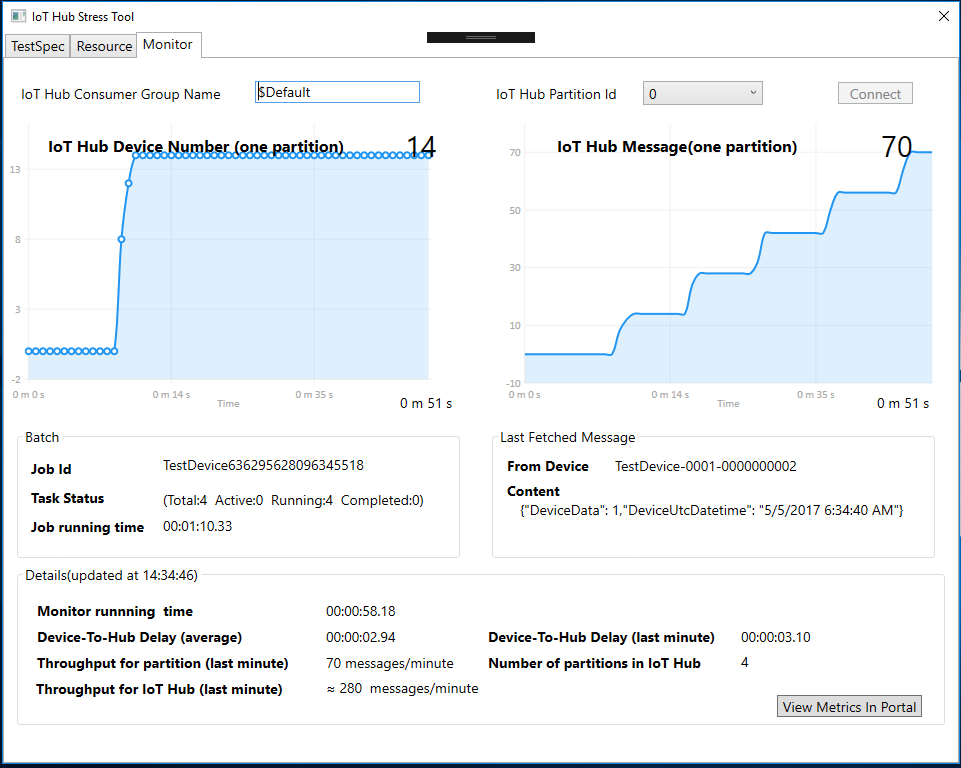 IoT Hub Stress Tool
TestSpec Resource Monitor
IoT Hub Consumer Group Name $Default IoT Hub Partition Id 0 Connect
IoT Hub Device Number (one partition) 14
13
8
3
-2
0 m 0 s 0 m 14 s 0 m 35 s
Time 0 m 51 s
IoT Hub Message(one partition) 70
70
50
30
10
-10
0 m 0 s 0 m 14 s 0 m 35 s
Time 0 m 51 s
Batch
Job Id TestDevice636295628096345518
Task Status (Total:4 Active:0 Running:4 Completed:0)
Job running time 00:01:10.33
Last Fetched Message
From Device TestDevice-0001-0000000002
Content
{"DeviceData": 1,"DeviceUtcDatetime": "5/5/2017 6:34:40 AM"}
Details(updated at 14:34:46)
Monitor runnning time 00:00:58.18
Device-To-Hub Delay (average) 00:00:02.94 Device-To-Hub Delay (last minute) 00:00:03.10
Throughput for partition (last minute) 70 messages/minute Number of partitions in IoT Hub 4
Throughput for IoT Hub (last minute) ≈ 280 messages/minute
View Metrics In Portal